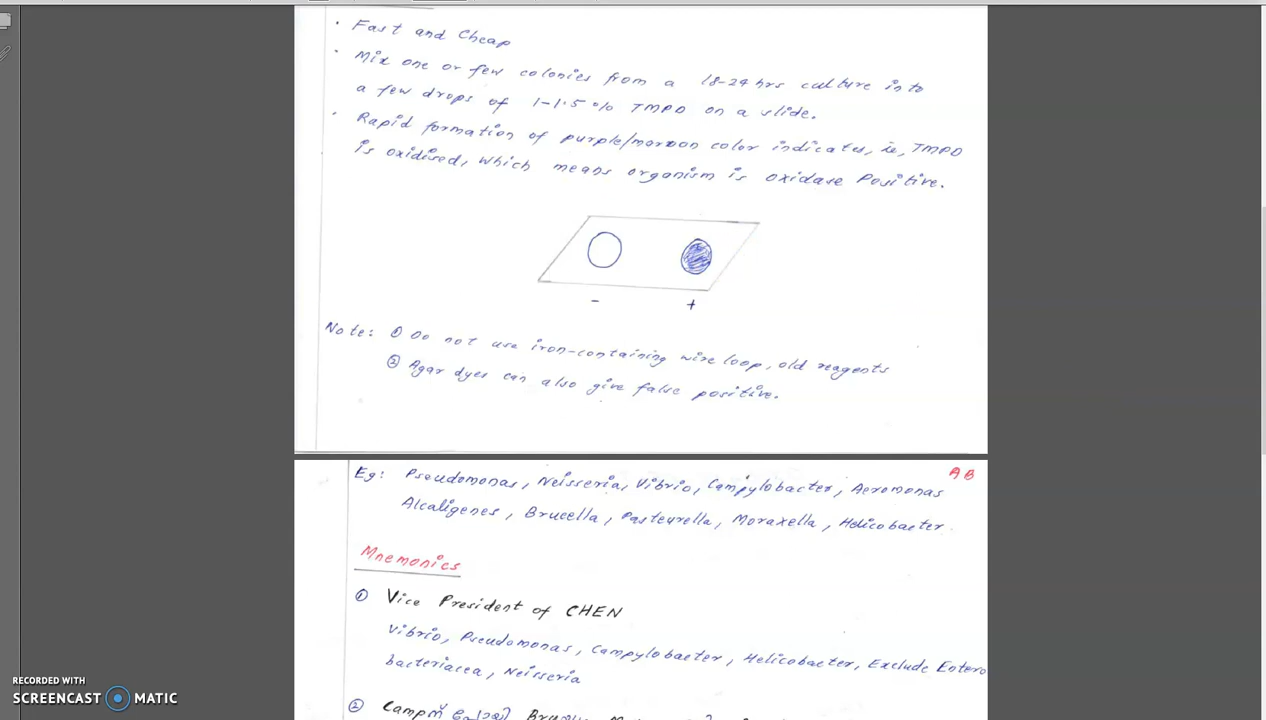 • Fast and Cheap
• Mix one or few colonies from a 18-24 hrs culture into
a few drops of 1-1.5% TMPD on a slide.
• Rapid formation of purple/maroon color indicates, ie, TMPD
is oxidised, which means organism is oxidase Positive.
- +
Note: ① Do not use iron-containing wire loop, old reagents
② Agar dyes can also give false positive.
AB
Eg: Pseudomonas, Neisseria, Vibrio, Campylobacter, Aeromonas
Alcaligenes, Brucella, Pasteurella, Moraxella, Helicobacter.
Mnemonics
① Vice President of CHEN
Vibrio, Pseudomonas, Campylobacter, Helicobacter, Exclude Entero
bacteriacea, Neisseria
②
RECORDED WITH
SCREENCAST MATIC